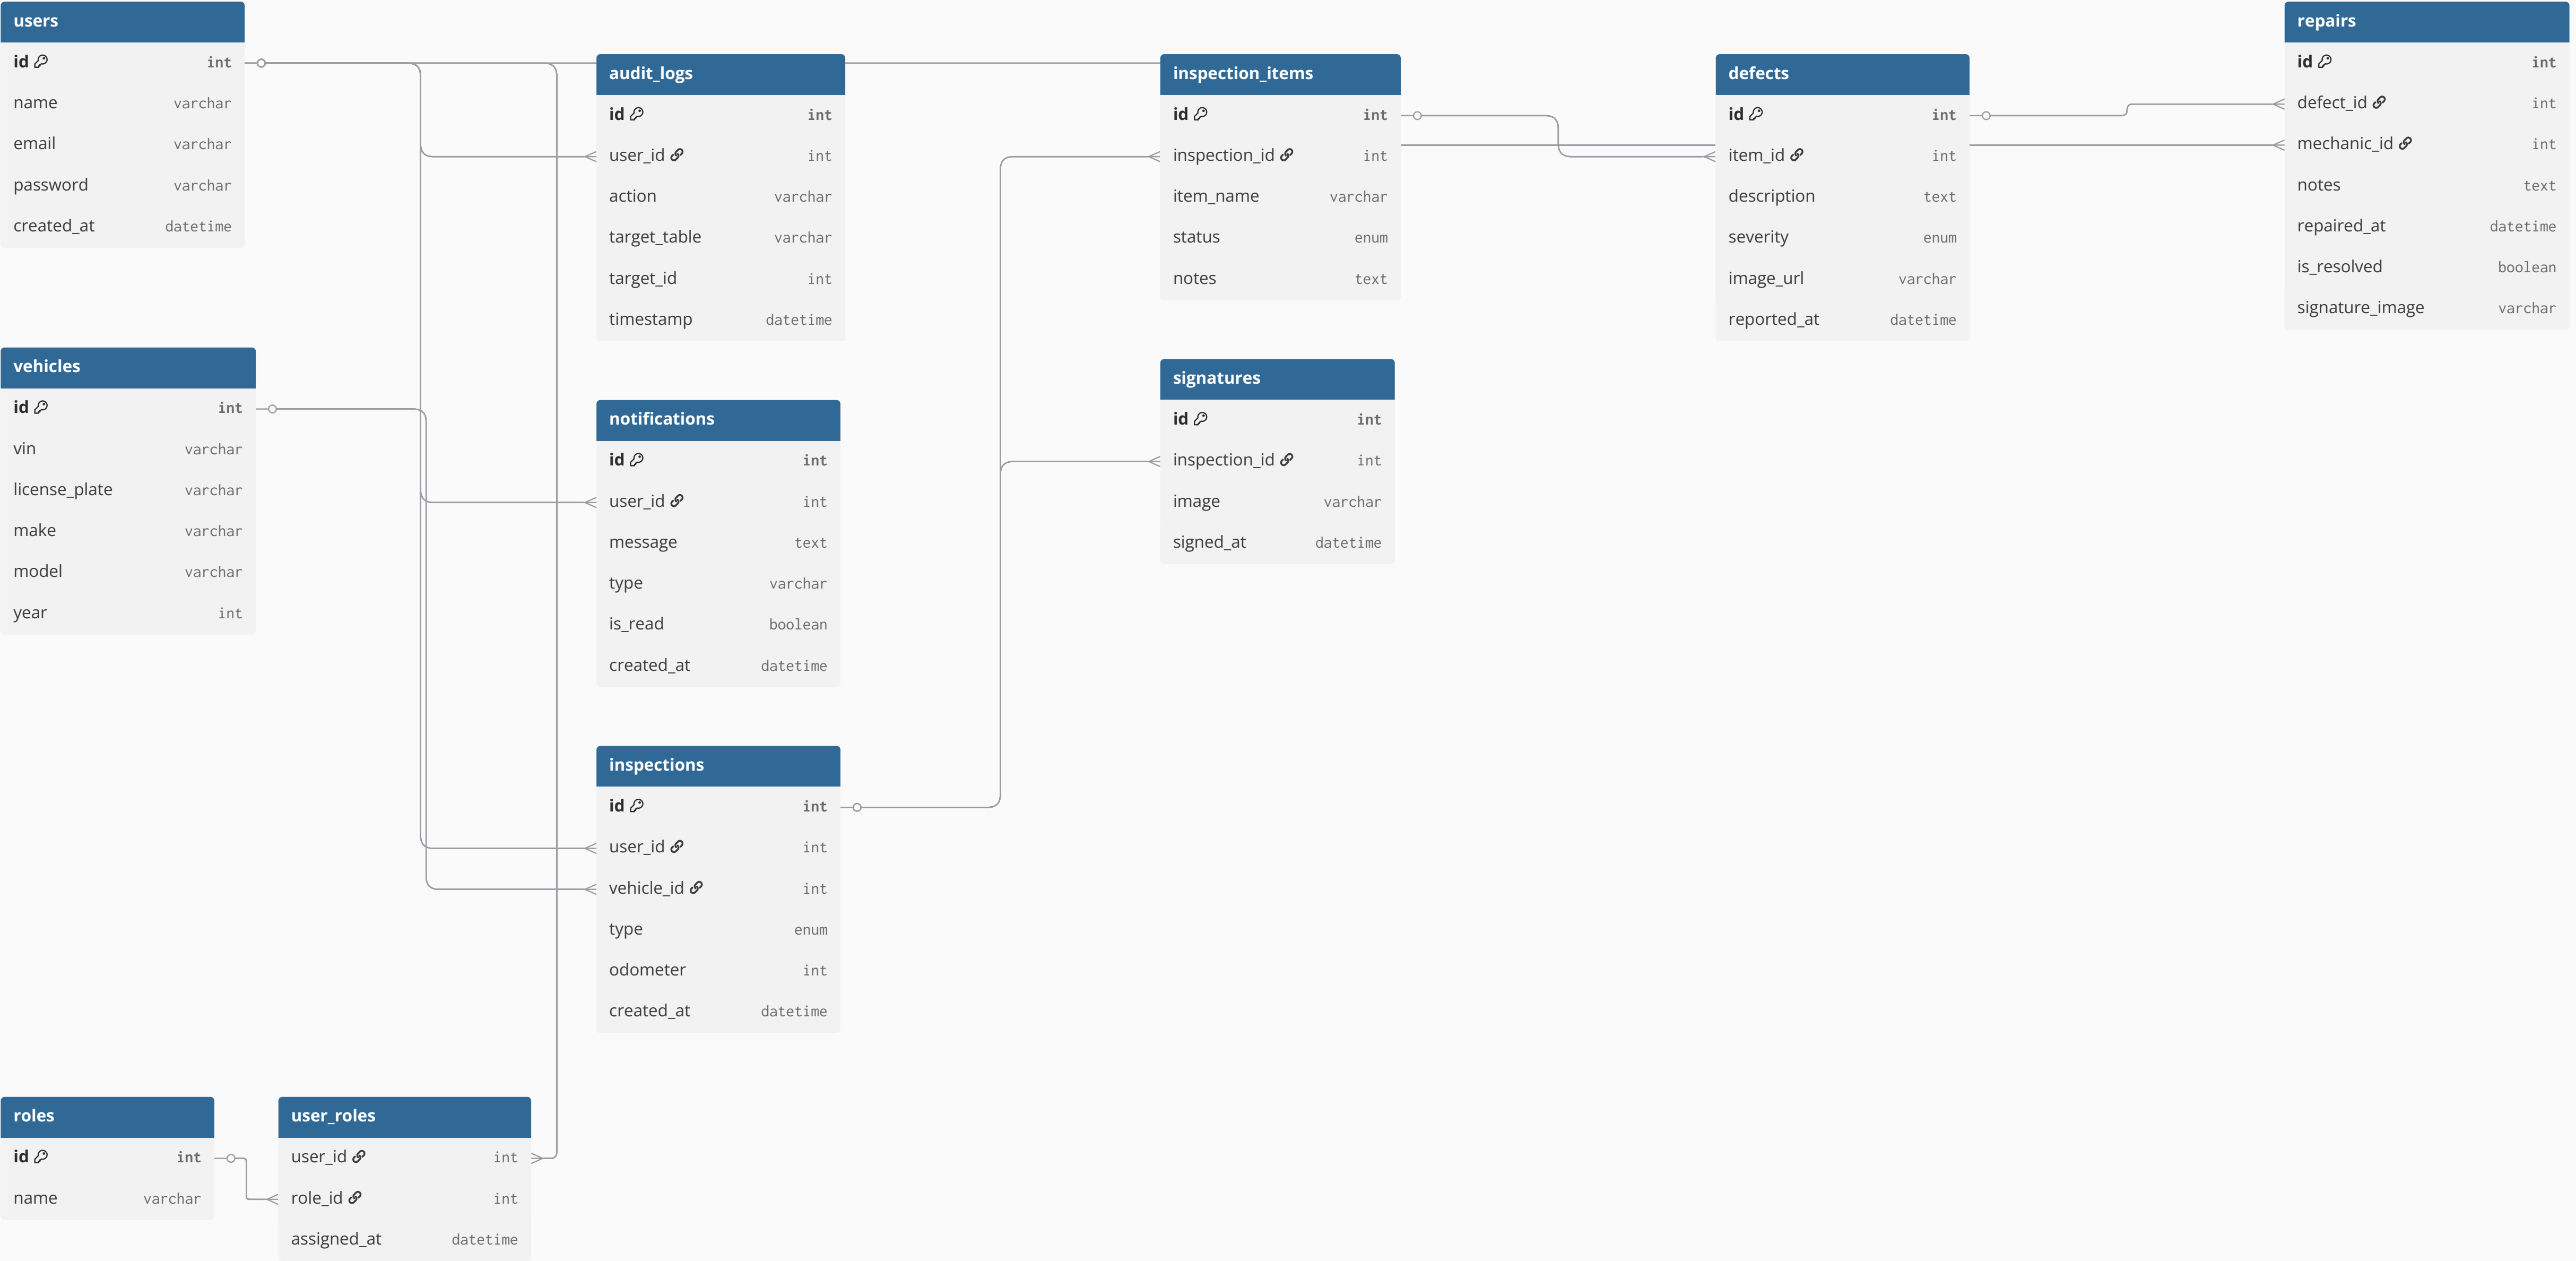 users
id int
name varchar
email varchar
password varchar
created_at datetime
vehicles
id int
vin varchar
license_plate varchar
make varchar
model varchar
year int
roles
id int
name varchar
user_roles
user_id int
role_id int
assigned_at datetime
audit_logs
id int
user_id int
action varchar
target_table varchar
target_id int
timestamp datetime
notifications
id int
user_id int
message text
type varchar
is_read boolean
created_at datetime
inspections
id int
user_id int
vehicle_id int
type enum
odometer int
created_at datetime
inspection_items
id int
inspection_id int
item_name varchar
status enum
notes text
signatures
id int
inspection_id int
image varchar
signed_at datetime
defects
id int
item_id int
description text
severity enum
image_url varchar
reported_at datetime
repairs
id int
defect_id int
mechanic_id int
notes text
repaired_at datetime
is_resolved boolean
signature_image varchar